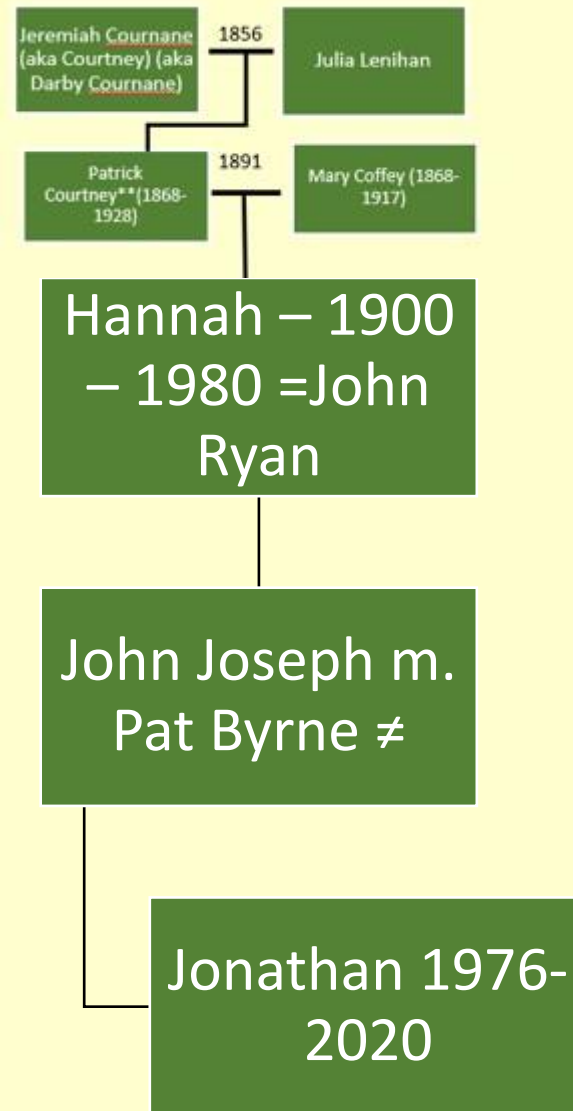 Jeremiah Cournane
(aka Courtney) (aka
Darby Cournane)
1856
Julia Lenihan
Patrick
Courtney**(1868-
1928)
1891
Mary Coffey (1868-
1917)
Hannah – 1900
– 1980 =John
Ryan
John Joseph m.
Pat Byrne ≠
Jonathan 1976-
2020